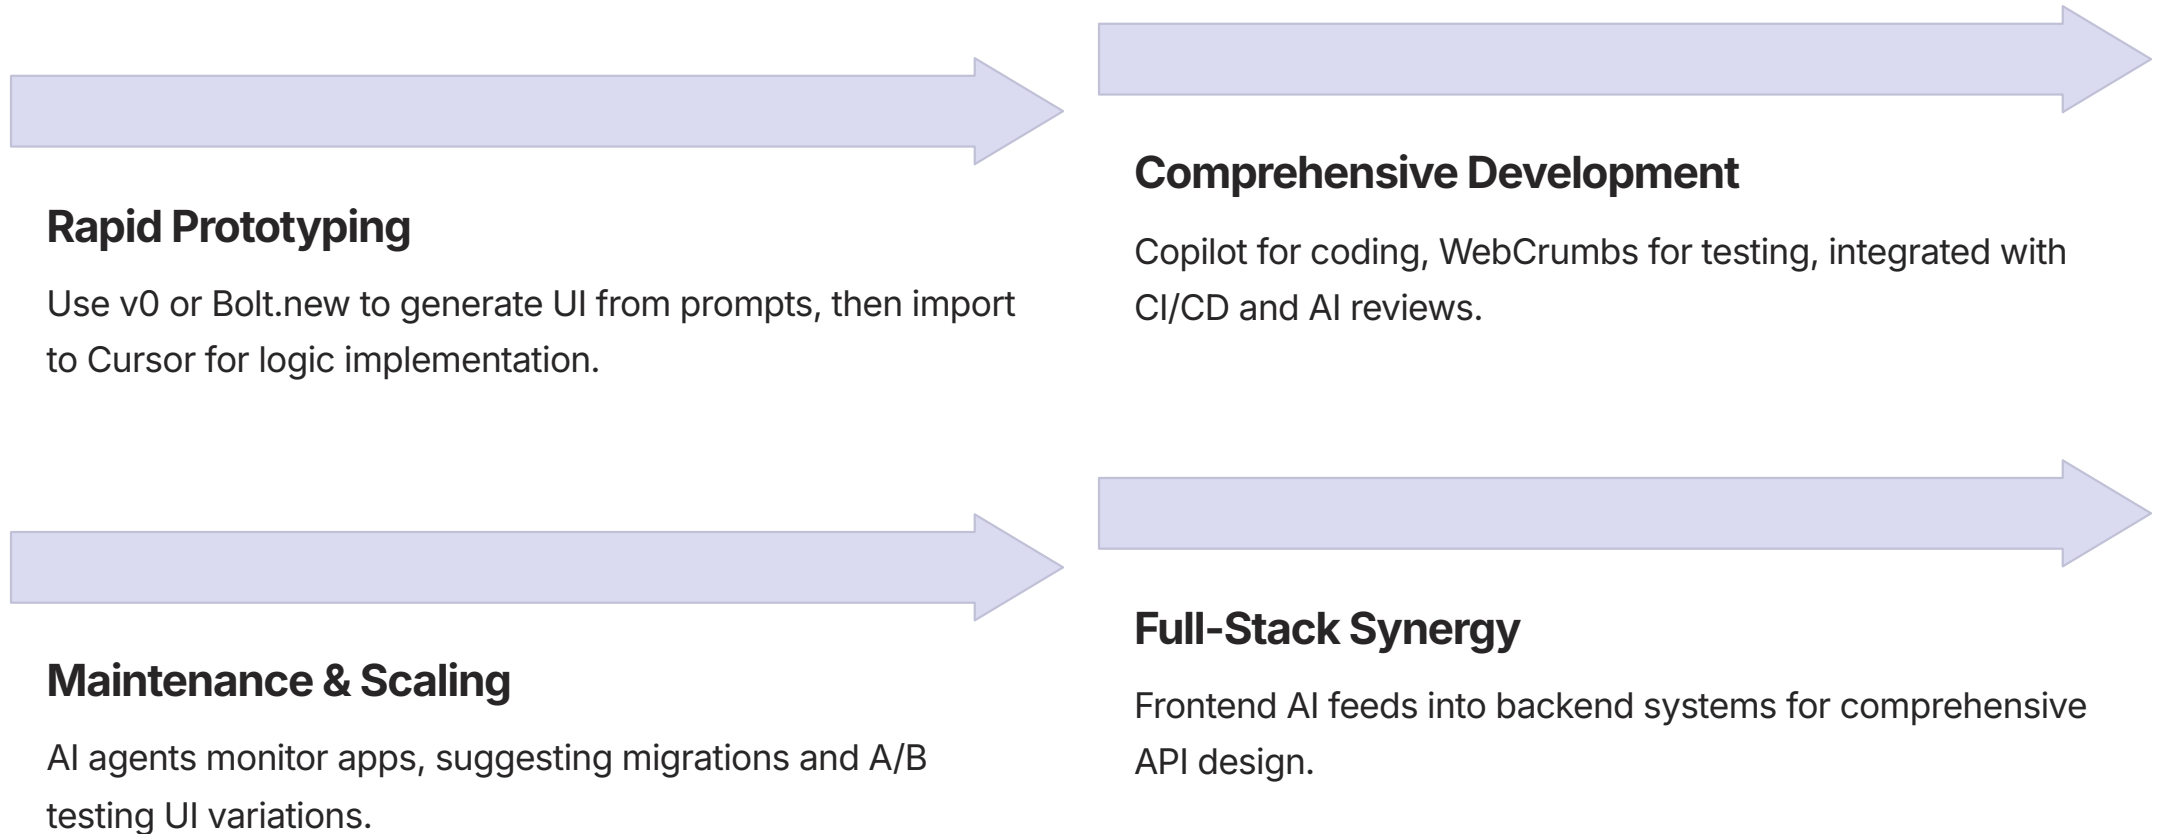 Rapid Prototyping
Use v0 or Bolt.new to generate UI from prompts, then import
to Cursor for logic implementation.
Comprehensive Development
Copilot for coding, WebCrumbs for testing, integrated with
CI/CD and AI reviews.
Maintenance & Scaling
AI agents monitor apps, suggesting migrations and A/B
testing UI variations.
Full-Stack Synergy
Frontend AI feeds into backend systems for comprehensive
API design.